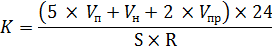 K = (5 × Vп + Vн + 2 × Vпр) × 24 / S × R